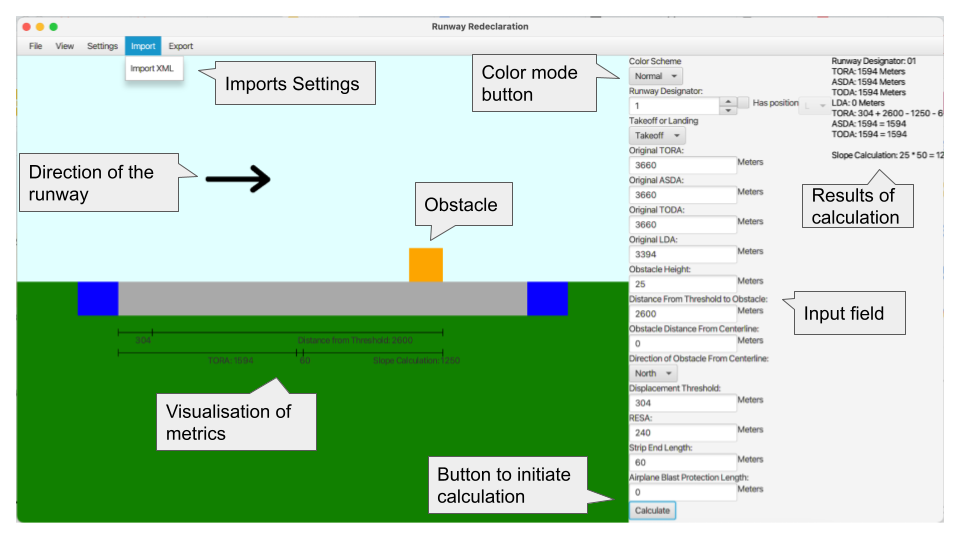 Runway Redeclaration
File View Settings Import Export
Import XML
Imports Settings
Color mode
button
Direction of the
runway
Obstacle
304 Distance from Threshold: 2600
TORA: 1594 60 Slope Calculation: 1250
Visualisation of
metrics
Button to initiate
calculation
Color Scheme
Normal
Runway Designator:
1 Has position
Takeoff or Landing
Takeoff
Original TORA:
3660 Meters
Original ASDA:
3660 Meters
Original TODA:
3660 Meters
Original LDA:
3394 Meters
Obstacle Height:
25 Meters
Distance From Threshold to Obstacle:
2600 Meters
Obstacle Distance From Centerline:
0 Meters
Direction of Obstacle From Centerline:
North
Displacement Threshold:
304 Meters
RESA:
240 Meters
Strip End Length:
60 Meters
Airplane Blast Protection Length:
0 Meters
Calculate
Runway Designator: 01
TORA: 1594 Meters
ASDA: 1594 Meters
TODA: 1594 Meters
LDA: 0 Meters
TORA: 304 + 2600 - 1250 - 6
ASDA: 1594 = 1594
TODA: 1594 = 1594
Slope Calculation: 25 * 50 = 12
Results of
calculation
Input field